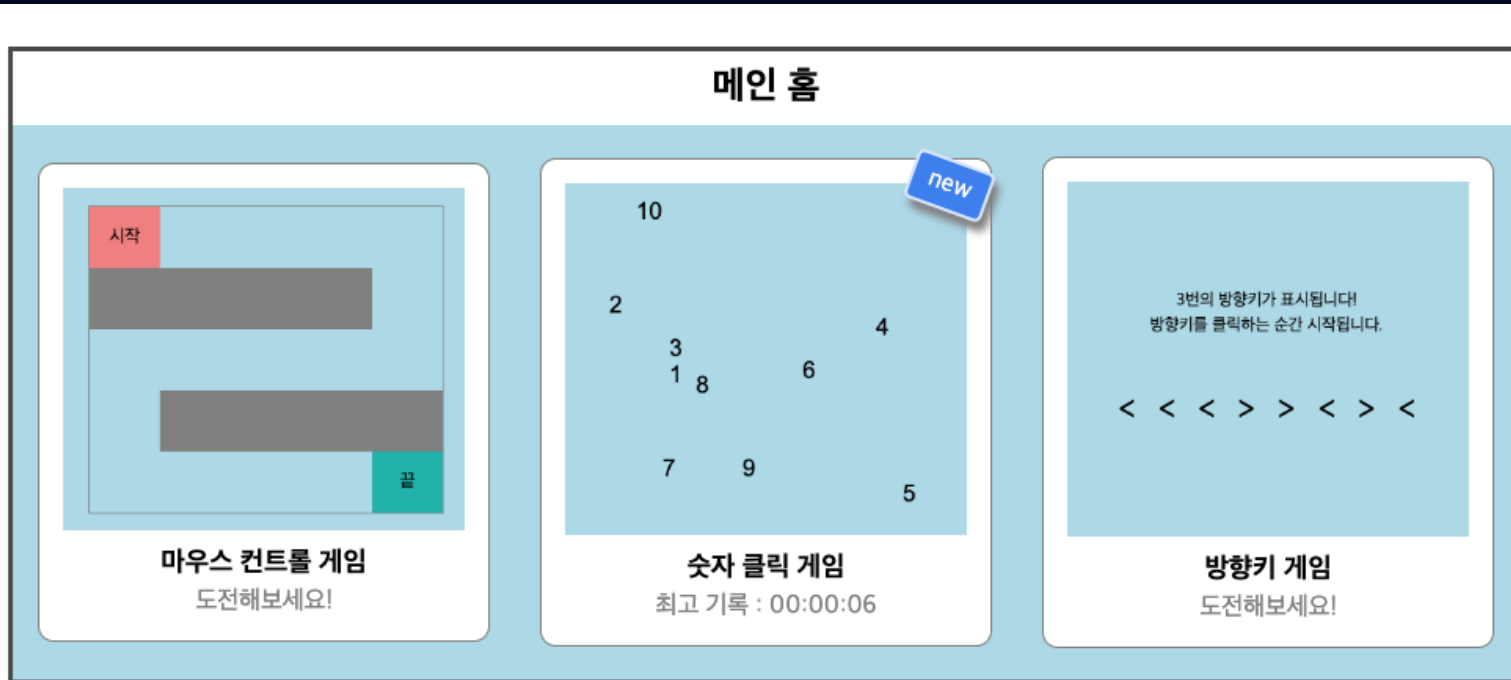 메인 홈
시작
끝
마우스 컨트롤 게임
도전해보세요!
new
10
2
4
3
1
8
6
7
9
5
숫자 클릭 게임
최고 기록 : 00:00:06
3번의 방향키가 표시됩니다!
방향키를 클릭하는 순간 시작됩니다.
< < < > > < > <
방향키 게임
도전해보세요!